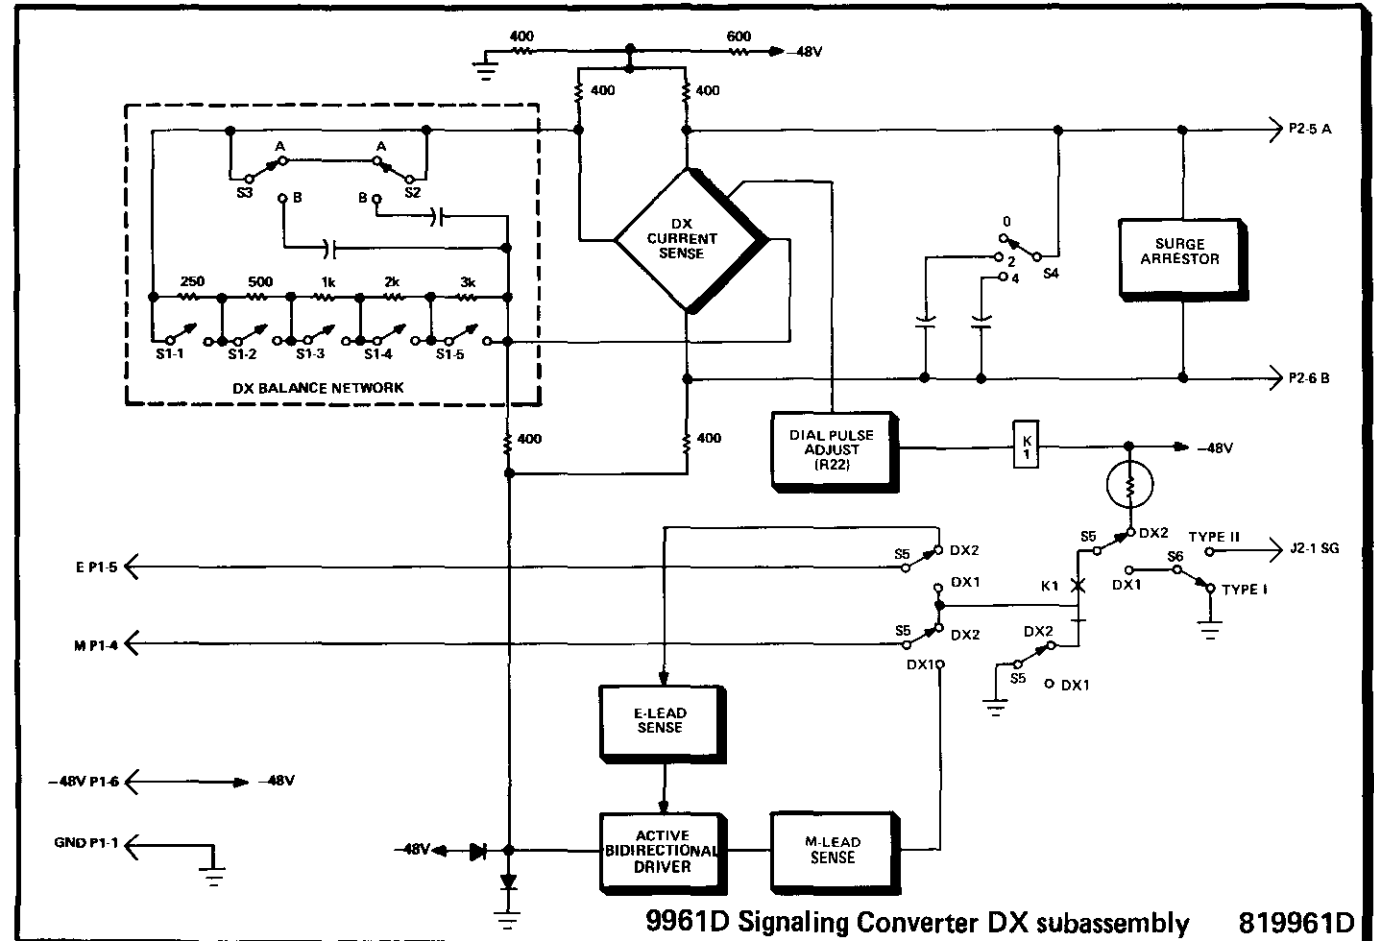 400
600
–48V
400
400
P2-5 A
A
A
S3
S2
B
B
DX
CURRENT
SENSE
0
2
S4
4
SURGE
ARRESTOR
250
500
1k
2k
3k
S1-1
S1-2
S1-3
S1-4
S1-5
DX BALANCE NETWORK
P2-6 B
400
400
DIAL PULSE
ADJUST
(R22)
K
1
–48V
S5
DX2
TYPE II
J2-1 SG
S5
DX2
S6
E P1-5
DX1
K1
DX1
TYPE I
S5
DX2
DX2
M P1-4
DX1
S5
DX1
E-LEAD
SENSE
–48V P1-6
–48V
GND P1-1
–48V
ACTIVE
BIDIRECTIONAL
DRIVER
M-LEAD
SENSE
9961D Signaling Converter DX subassembly 819961D